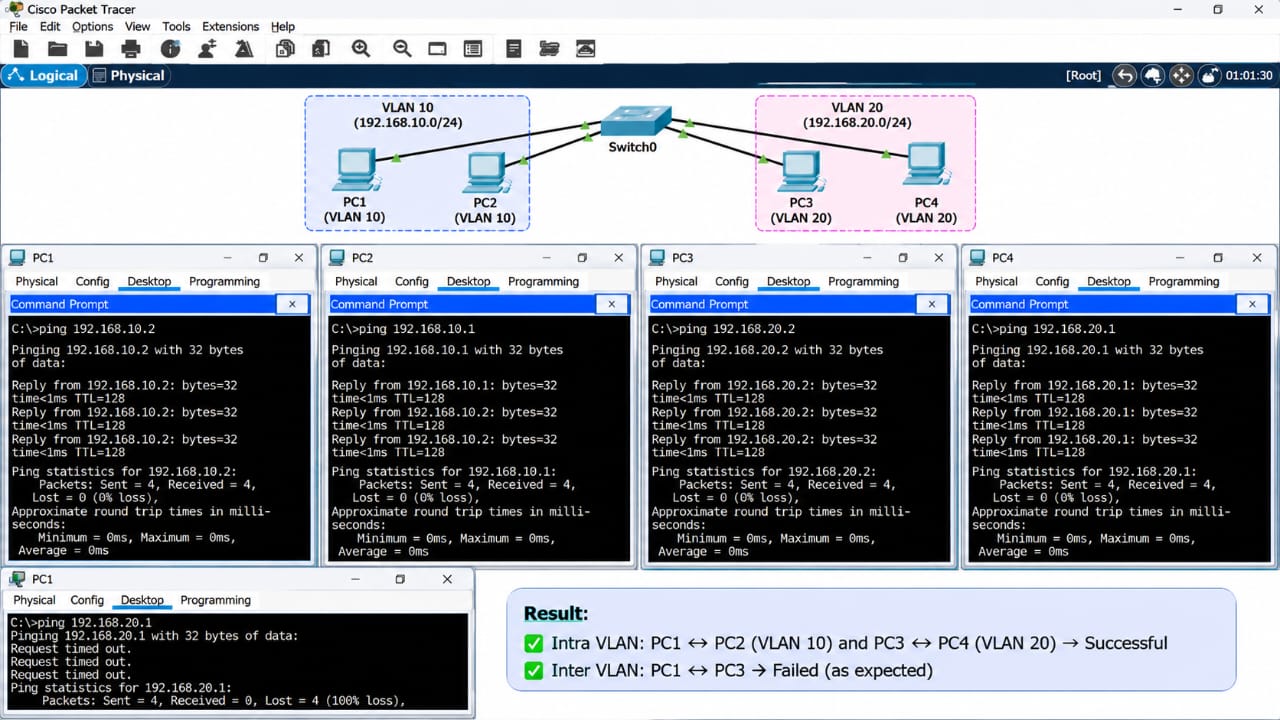 Cisco Packet Tracer
File Edit Options View Tools Extensions Help
Logical Physical [Root] 01:01:30
VLAN 10
(192.168.10.0/24)
VLAN 20
(192.168.20.0/24)
Switch0
PC1
(VLAN 10)
PC2
(VLAN 10)
PC3
(VLAN 20)
PC4
(VLAN 20)
PC1
Physical Config Desktop Programming
Command Prompt X
C:\>ping 192.168.10.2
Pinging 192.168.10.2 with 32 bytes
of data:
Reply from 192.168.10.2: bytes=32
time<1ms TTL=128
Reply from 192.168.10.2: bytes=32
time<1ms TTL=128
Reply from 192.168.10.2: bytes=32
time<1ms TTL=128
Ping statistics for 192.168.10.2:
Packets: Sent = 4, Received = 4,
Lost = 0 (0% loss),
Approximate round trip times in milli-
seconds:
Minimum = 0ms, Maximum = 0ms,
Average = 0ms
PC2
Physical Config Desktop Programming
Command Prompt X
C:\>ping 192.168.10.1
Pinging 192.168.10.1 with 32 bytes
of data:
Reply from 192.168.10.1: bytes=32
time<1ms TTL=128
Reply from 192.168.10.2: bytes=32
time<1ms TTL=128
Reply from 192.168.10.2: bytes=32
time<1ms TTL=128
Ping statistics for 192.168.10.1:
Packets: Sent = 4, Received = 4,
Lost = 0 (0% loss),
Approximate round trip times in milli-
seconds:
Minimum = 0ms, Maximum = 0ms,
Average = 0ms
PC3
Physical Config Desktop Programming
Command Prompt X
C:\>ping 192.168.20.2
Pinging 192.168.20.2 with 32 bytes
of data:
Reply from 192.168.20.2: bytes=32
time<1ms TTL=128
Reply from 192.168.20.2: bytes=32
time<1ms TTL=128
Reply from 192.168.20.2: bytes=32
time<1ms TTL=128
Ping statistics for 192.168.20.2:
Packets: Sent = 4, Received = 4,
Lost = 0 (0% loss),
Approximate round trip times in milli-
seconds:
Minimum = 0ms, Maximum = 0ms,
Average = 0ms
PC4
Physical Config Desktop Programming
Command Prompt X
C:\>ping 192.168.20.1
Pinging 192.168.20.1 with 32 bytes
of data:
Reply from 192.168.20.1: bytes=32
time<1ms TTL=128
Reply from 192.168.20.1: bytes=32
time<1ms TTL=128
Reply from 192.168.20.1: bytes=32
time<1ms TTL=128
Ping statistics for 192.168.20.1:
Packets: Sent = 4, Received = 4,
Lost = 0 (0% loss),
Approximate round trip times in milli-
seconds:
Minimum = 0ms, Maximum = 0ms,
Average = 0ms
PC1
Physical Config Desktop Programming
C:\>ping 192.168.20.1
Pinging 192.168.20.1 with 32 bytes of data:
Request timed out.
Request timed out.
Request timed out.
Ping statistics for 192.168.20.1:
Packets: Sent = 4, Received = 0, Lost = 4 (100% loss),
Result:
✅ Intra VLAN: PC1 ↔ PC2 (VLAN 10) and PC3 ↔ PC4 (VLAN 20) → Successful
✅ Inter VLAN: PC1 ↔ PC3 → Failed (as expected)